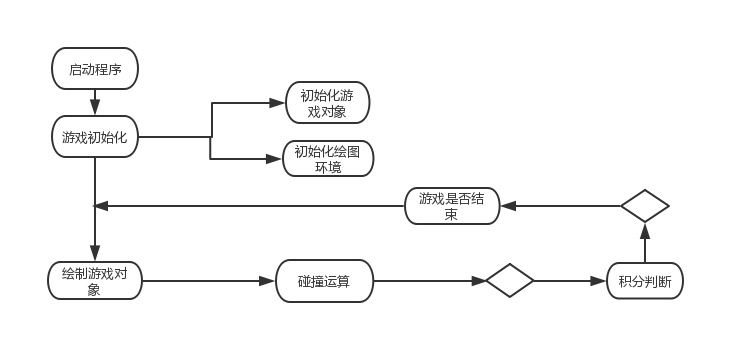 启动程序
游戏初始化
初始化游
戏对象
初始化绘图
环境
游戏是否结
束
绘制游戏对
象
碰撞运算
积分判断